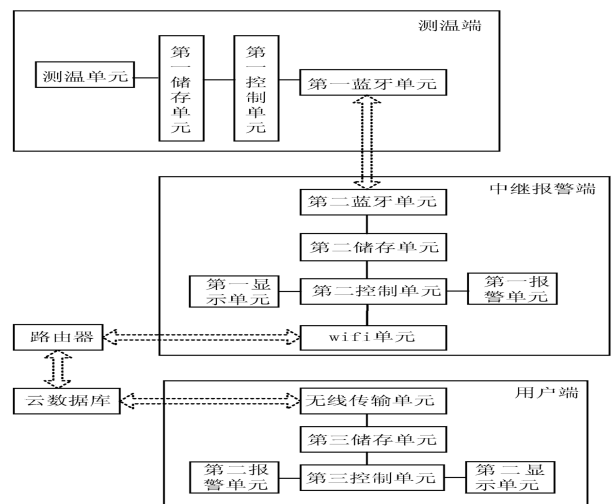 测温端
测温单元
第一储存单元
第一控制单元
第一蓝牙单元
中继报警端
第二蓝牙单元
第二储存单元
第一显
示单元
第二控制单元
第一报
警单元
路由器
wifi单元
云数据库
用户端
无线传输单元
第三储存单元
第二报
警单元
第三控制单元
第二显
示单元